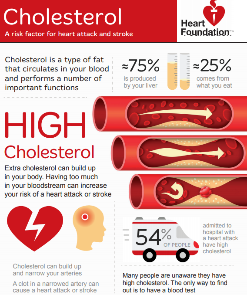 Cholesterol
A risk factor for heart attack and stroke
Heart
Foundation
Cholesterol is a type of fat
that circulates in your blood
and performs a number of
important functions
≈75%
is produced
by your liver
≈25%
comes from
what you eat
HIGH
Cholesterol
Extra cholesterol can build up
in your body. Having too much
in your bloodstream can increase
your risk of a heart attack or stroke
54%
OF PEOPLE
admitted to
hospital with
a heart attack
have high
cholesterol
Cholesterol can build up
and narrow your arteries
A clot in a narrowed artery can
cause a heart attack or stroke
Many people are unaware they have
high cholesterol. The only way to find
out is to have a blood test